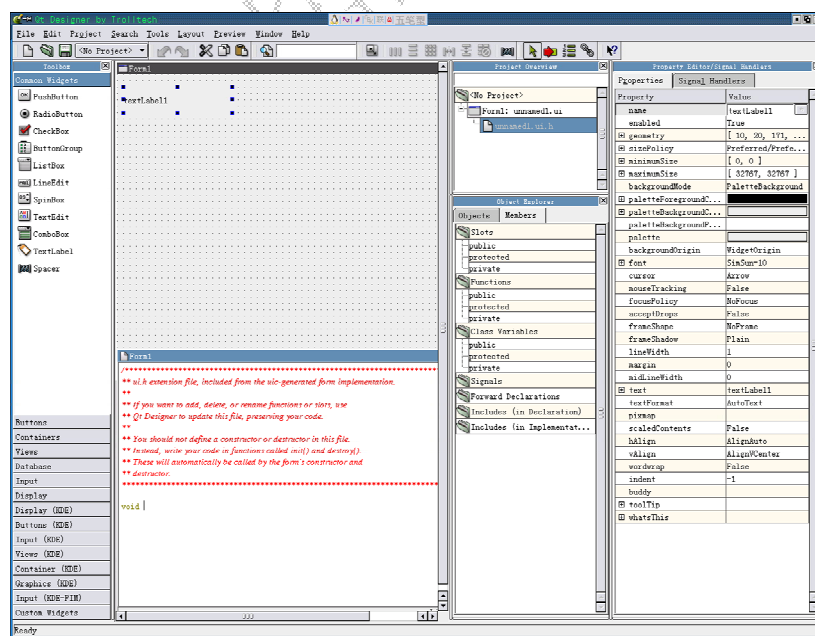 Qt Designer by Trolltech
File Edit Project Search Tools Layout Preview Window Help
<No Project>
Toolbox
Common Widgets
PushButton
RadioButton
CheckBox
ButtonGroup
ListBox
LineEdit
SpinBox
TextEdit
ComboBox
TextLabel
Spacer
Buttons
Containers
Views
Database
Input
Display
Display (KDE)
Buttons (KDE)
Input (KDE)
Views (KDE)
Container (KDE)
Graphics (KDE)
Input (KDE-PIM)
Custom Widgets
Form1
textLabel1
Form1
/**************************************************************************
** ui.h extension file, included from the uic-generated form implementation.
**
** If you want to add, delete, or rename functions or slots, use
** Qt Designer to update this file, preserving your code.
**
** You should not define a constructor or destructor in this file.
** Instead, write your code in functions called init() and destroy().
** These will automatically be called by the form's constructor and
** destructor.
**************************************************************************
void
Project Overview
<No Project>
Form1: unnamed1.ui
unnamed1.ui.h
Object Explorer
Objects Members
Slots
public
protected
private
Functions
public
protected
private
Class Variables
public
protected
private
Signals
Forward Declarations
Includes (in Declaration)
Includes (in Implementat...
Property Editor/Signal Handlers
Properties Signal Handlers
Property Value
name textLabel1
enabled True
geometry [ 10, 20, 171, ...
sizePolicy Preferred/Prefe...
minimumSize [ 0, 0 ]
maximumSize [ 32767, 32767 ]
backgroundMode PaletteBackground
paletteForegroundC...
paletteBackgroundC...
paletteBackgroundP...
palette
backgroundOrigin WidgetOrigin
font SimSun-10
cursor Arrow
mouseTracking False
focusPolicy NoFocus
acceptDrops False
frameShape NoFrame
frameShadow Plain
lineWidth 1
margin 0
midLineWidth 0
text textLabel1
textFormat AutoText
pixmap
scaledContents False
hAlign AlignAuto
vAlign AlignVCenter
wordwrap False
indent -1
buddy
toolTip
whatsThis
Ready